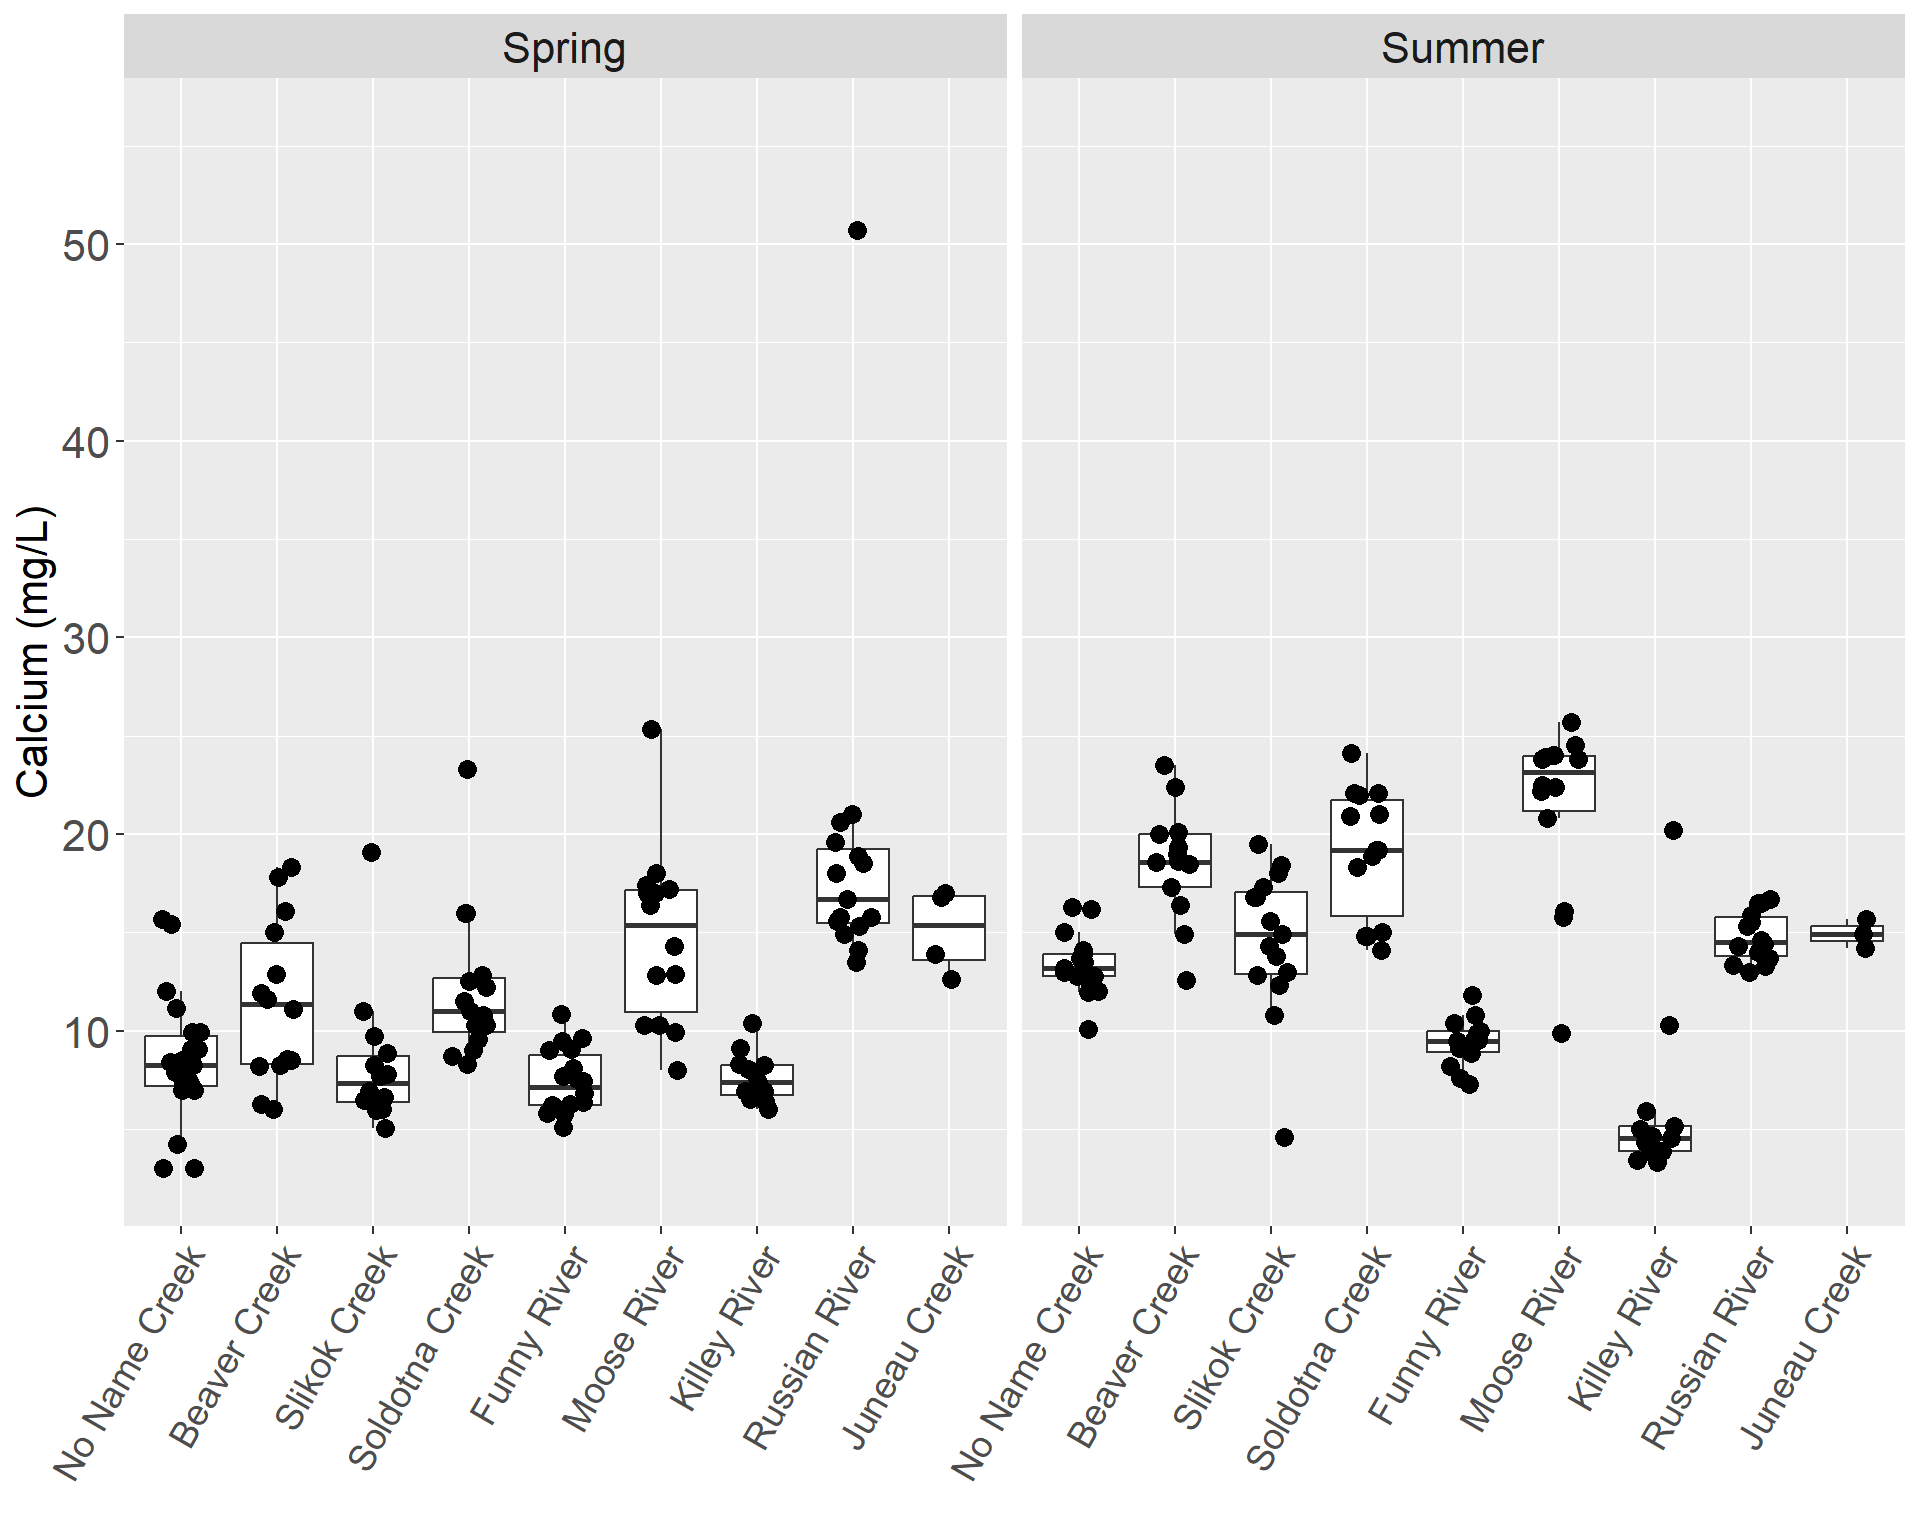 Spring
Summer
Calcium (mg/L)
50
40
30
20
10
No Name Creek
Beaver Creek
Slikok Creek
Soldotna Creek
Funny River
Moose River
Killey River
Russian River
Juneau Creek
No Name Creek
Beaver Creek
Slikok Creek
Soldotna Creek
Funny River
Moose River
Killey River
Russian River
Juneau Creek